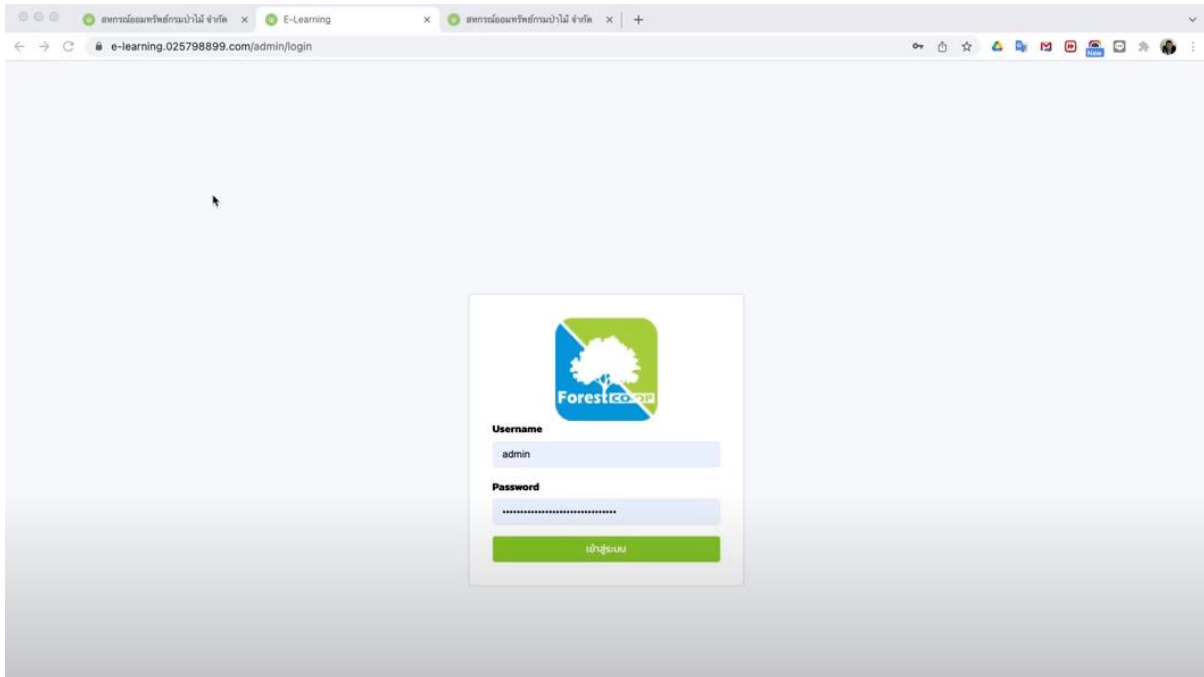 สหกรณ์ออมทรัพย์กรมป่าไม้ จำกัด
E-Learning
สหกรณ์ออมทรัพย์กรมป่าไม้ จำกัด
e-learning.025798899.com/admin/login
New
Forest CO-OP
Username
admin
Password
เข้าสู่ระบบ